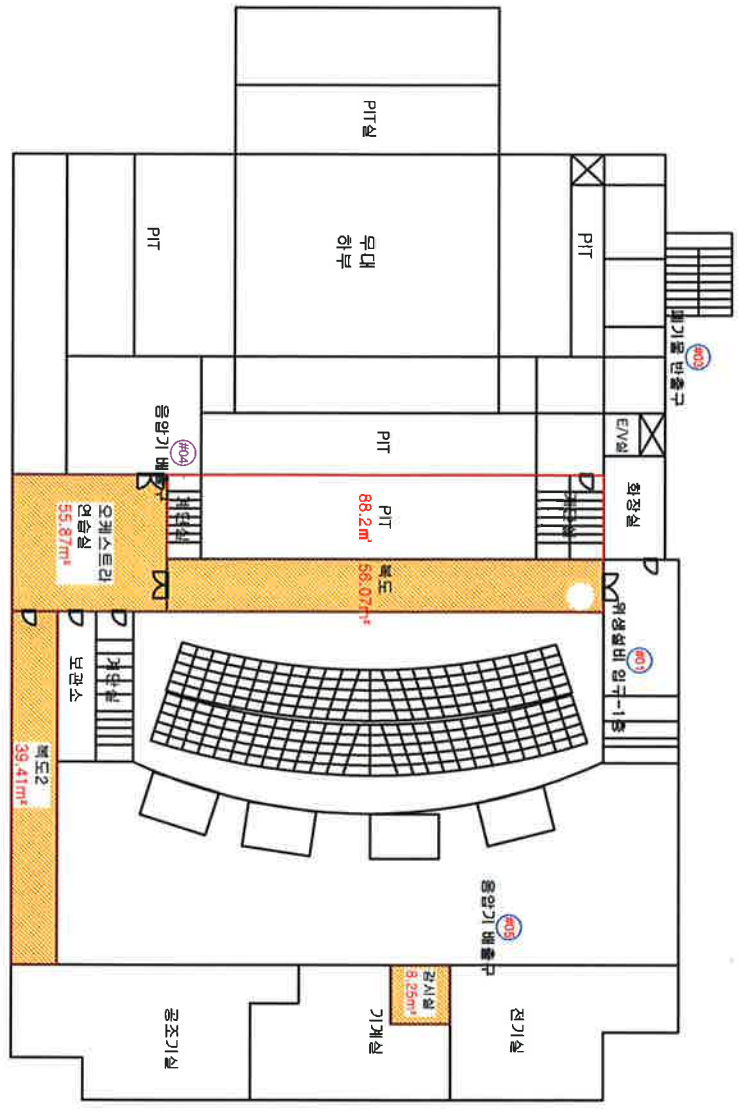 PIT실
PIT
무대
하부
PIT
#03
폐기물 반출구
E/V실
PIT
#04
음압기 배출구
화장실
계단실
계단실
PIT
88.2㎡
오케스트라
연습실
55.87m²
복도
56.07m²
#01
위생설비 입구-1층
계단실
보관소
복도2
39.41m²
#05
음압기 배출구
감시실
8.25m²
전기실
기계실
공조기실